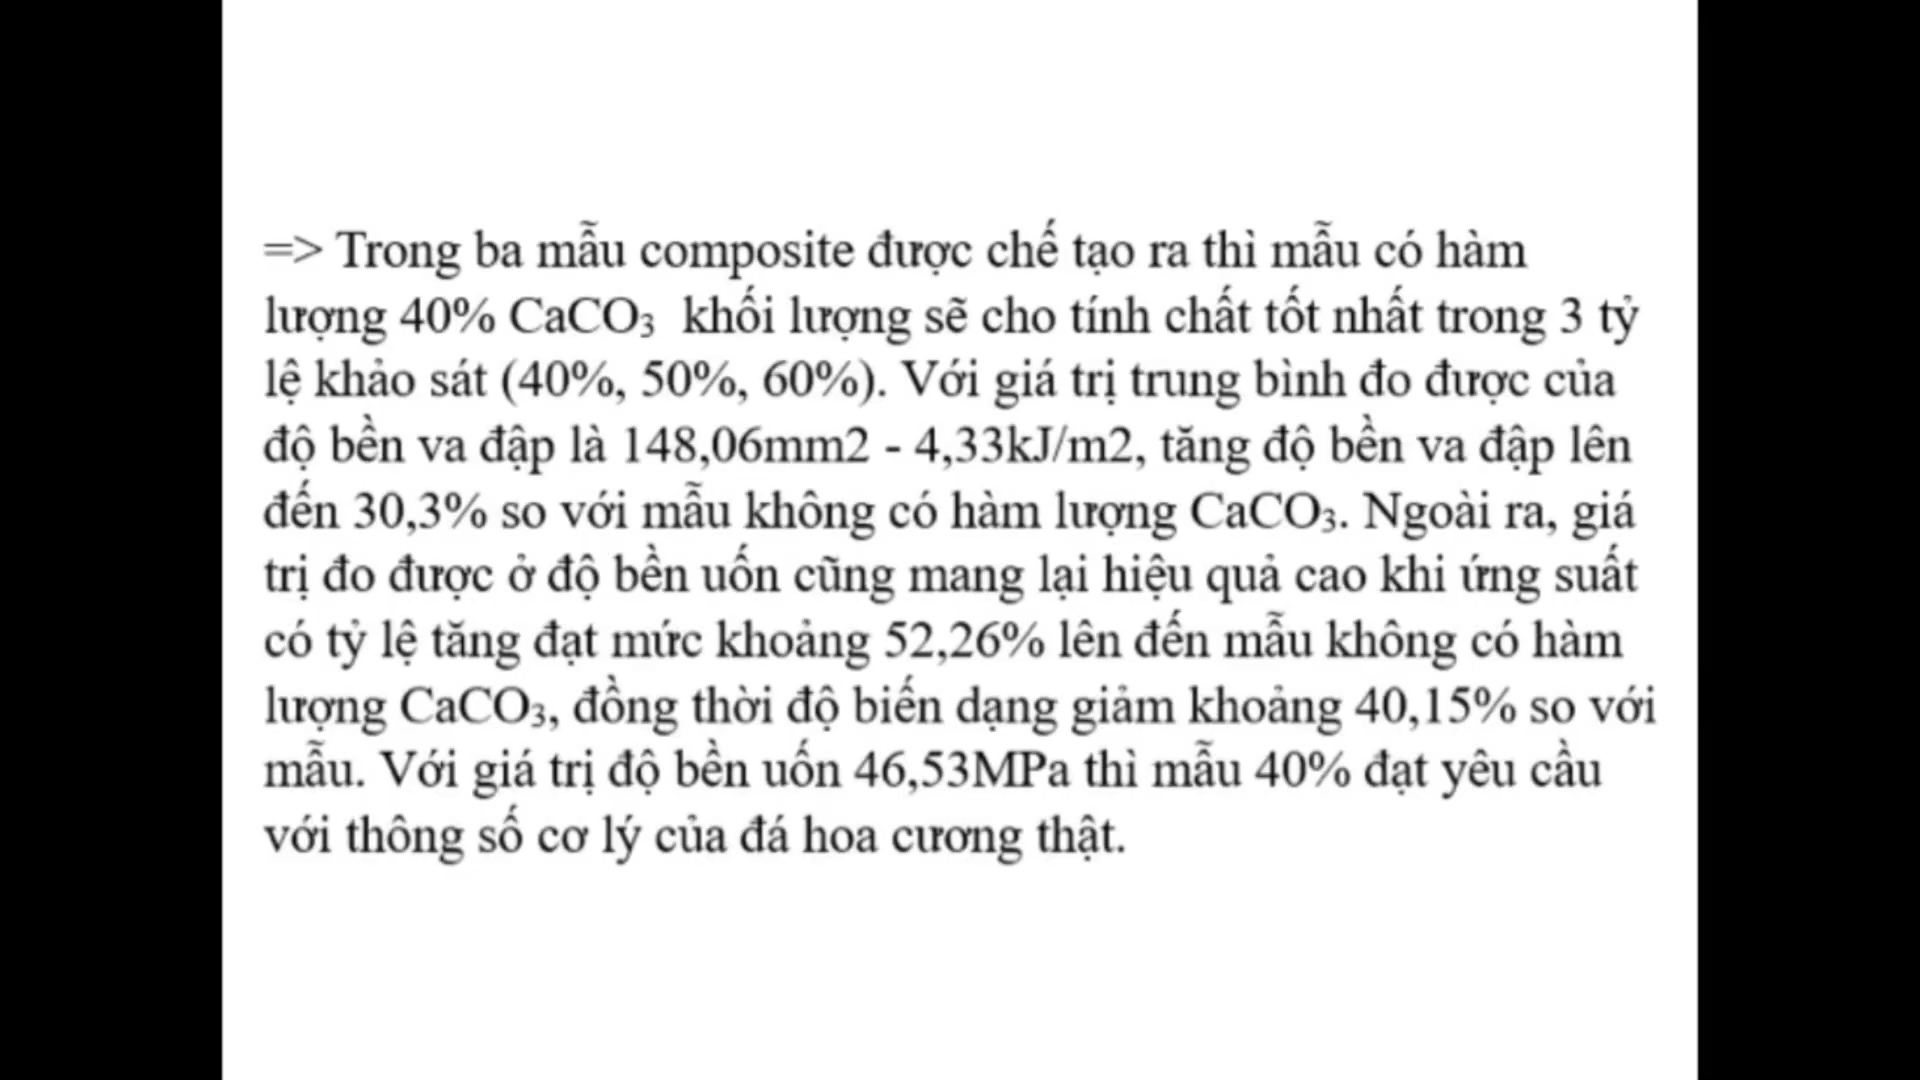 => Trong ba mẫu composite được chế tạo ra thì mẫu có hàm
lượng 40% CaCO₃ khối lượng sẽ cho tính chất tốt nhất trong 3 tỷ
lệ khảo sát (40%, 50%, 60%). Với giá trị trung bình đo được của
độ bền va đập là 148,06mm2 - 4,33kJ/m2, tăng độ bền va đập lên
đến 30,3% so với mẫu không có hàm lượng CaCO₃. Ngoài ra, giá
trị đo được ở độ bền uốn cũng mang lại hiệu quả cao khi ứng suất
có tỷ lệ tăng đạt mức khoảng 52,26% lên đến mẫu không có hàm
lượng CaCO₃, đồng thời độ biến dạng giảm khoảng 40,15% so với
mẫu. Với giá trị độ bền uốn 46,53MPa thì mẫu 40% đạt yêu cầu
với thông số cơ lý của đá hoa cương thật.